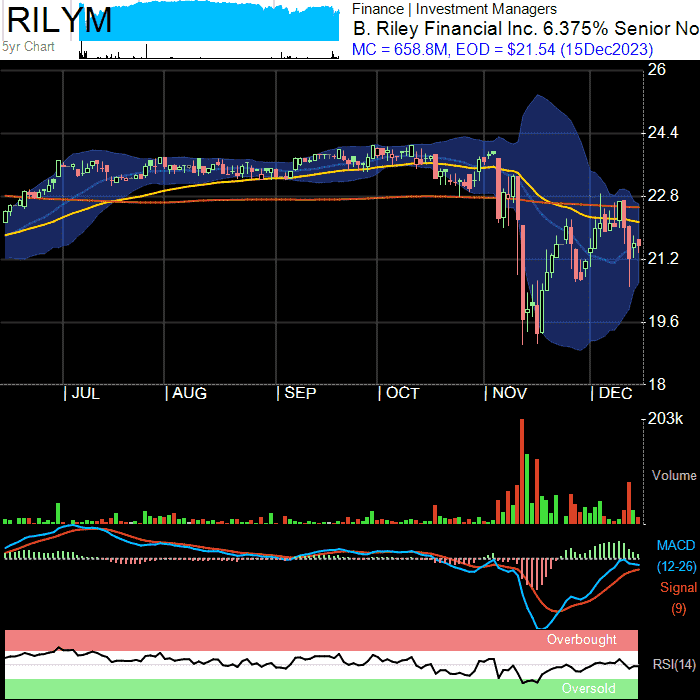 RILYM
5yr Chart
Finance | Investment Managers
B. Riley Financial Inc. 6.375% Senior No
MC = 658.8M, EOD = $21.54 (15Dec2023)
26
24.4
22.8
21.2
19.6
18
JUL AUG SEP OCT NOV DEC
203k
Volume
MACD
(12-26)
Signal
(9)
Overbought
RSI(14)
Oversold